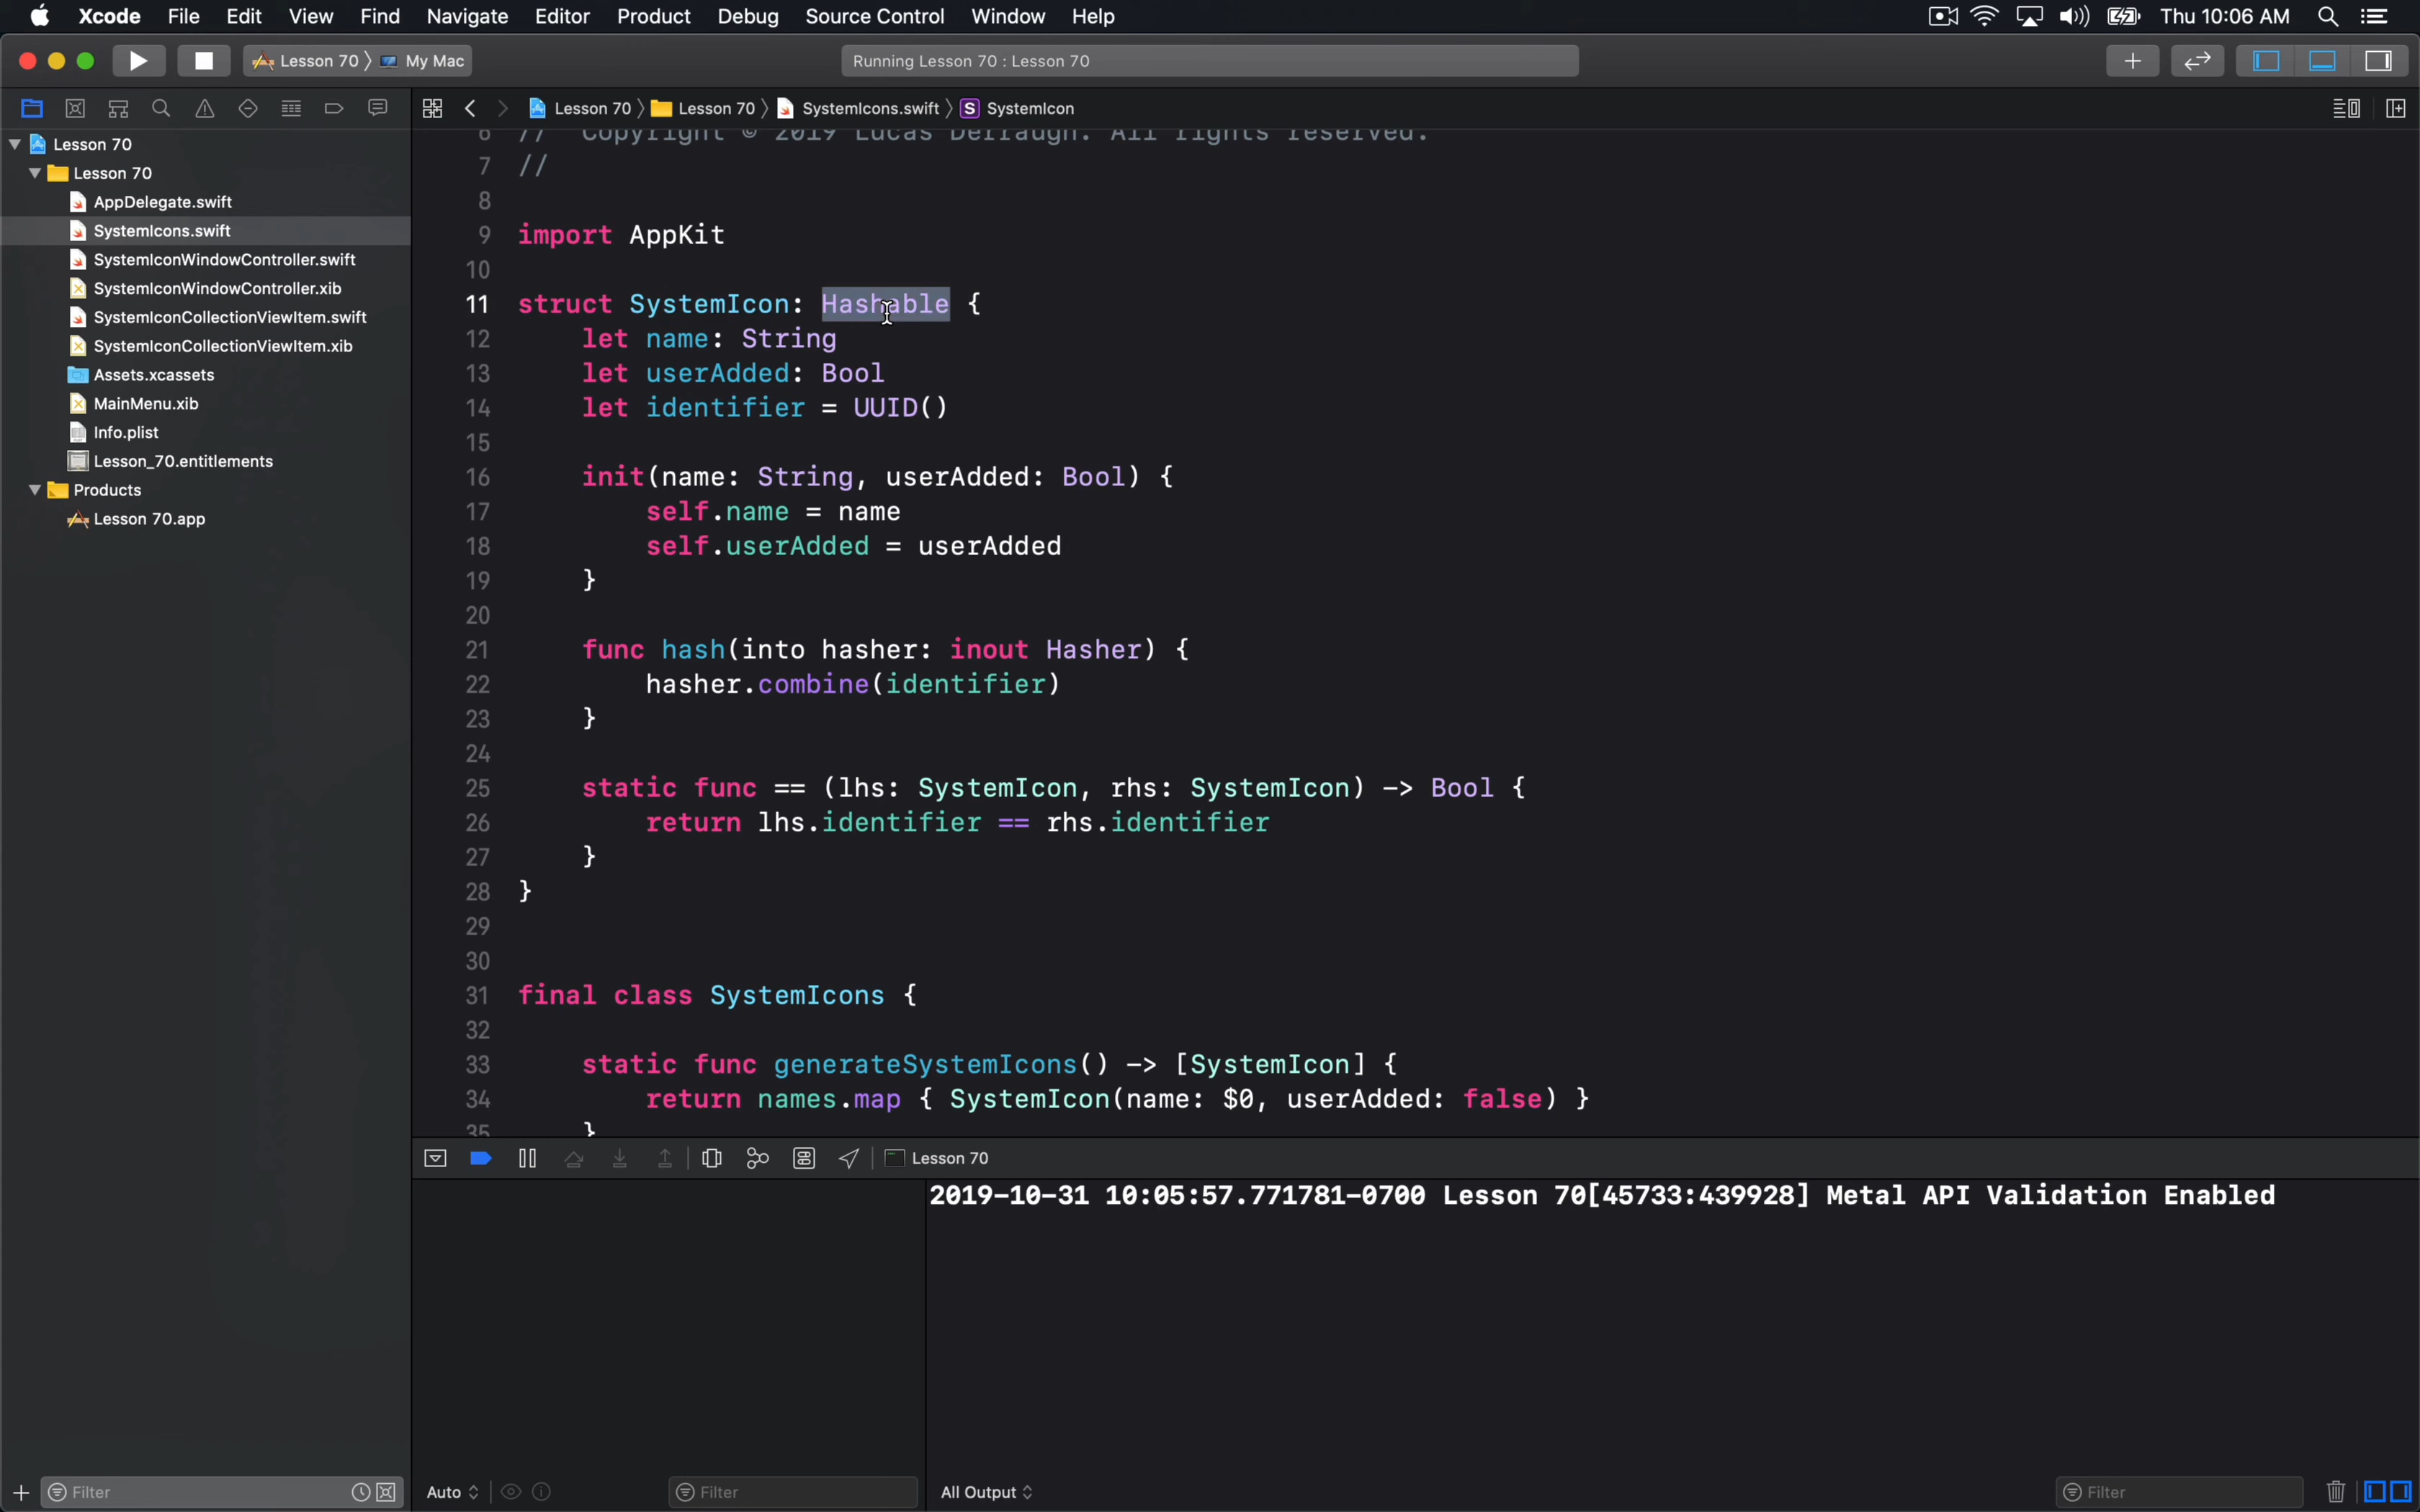 Xcode File Edit View Find Navigate Editor Product Debug Source Control Window Help Thu 10:06 AM
Lesson 70 My Mac
Running Lesson 70 : Lesson 70
Lesson 70 Lesson 70 SystemIcons.swift S SystemIcon
Lesson 70
Lesson 70
AppDelegate.swift
SystemIcons.swift
SystemIconWindowController.swift
SystemIconWindowController.xib
SystemIconCollectionViewItem.swift
SystemIconCollectionViewItem.xib
Assets.xcassets
MainMenu.xib
Info.plist
Lesson_70.entitlements
Products
Lesson 70.app
Filter
6 // Copyright © 2019 Lucas Derraugh. All rights reserved.
7 //
8
9 import AppKit
10
11 struct SystemIcon: Hashable {
12 let name: String
13 let userAdded: Bool
14 let identifier = UUID()
15
16 init(name: String, userAdded: Bool) {
17 self.name = name
18 self.userAdded = userAdded
19 }
20
21 func hash(into hasher: inout Hasher) {
22 hasher.combine(identifier)
23 }
24
25 static func == (lhs: SystemIcon, rhs: SystemIcon) -> Bool {
26 return lhs.identifier == rhs.identifier
27 }
28 }
29
30
31 final class SystemIcons {
32
33 static func generateSystemIcons() -> [SystemIcon] {
34 return names.map { SystemIcon(name: $0, userAdded: false) }
35 }
Lesson 70
2019-10-31 10:05:57.771781-0700 Lesson 70[45733:439928] Metal API Validation Enabled
Auto Filter All Output Filter